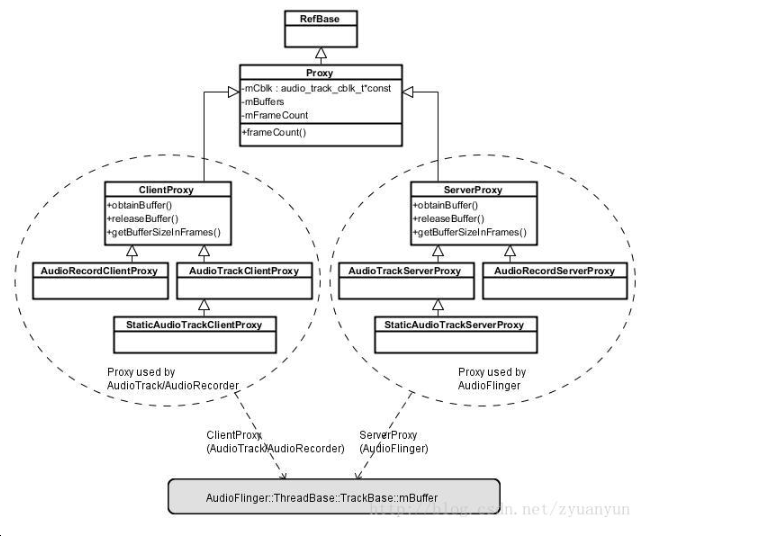 RefBase
Proxy
-mCblk : audio_track_cblk_t*const
-mBuffers
-mFrameCount
+frameCount()
ClientProxy
+obtainBuffer()
+releaseBuffer()
+getBufferSizeInFrames()
ServerProxy
+obtainBuffer()
+releaseBuffer()
+getBufferSizeInFrames()
AudioRecordClientProxy
AudioTrackClientProxy
AudioTrackServerProxy
AudioRecordServerProxy
StaticAudioTrackClientProxy
StaticAudioTrackServerProxy
Proxy used by
AudioTrack/AudioRecorder
Proxy used by
AudioFlinger
ClientProxy
(AudioTrack/AudioRecorder)
ServerProxy
(AudioFlinger)
AudioFlinger::ThreadBase::TrackBase::mBuffer
http://blog.csdn.net/zyuanyun